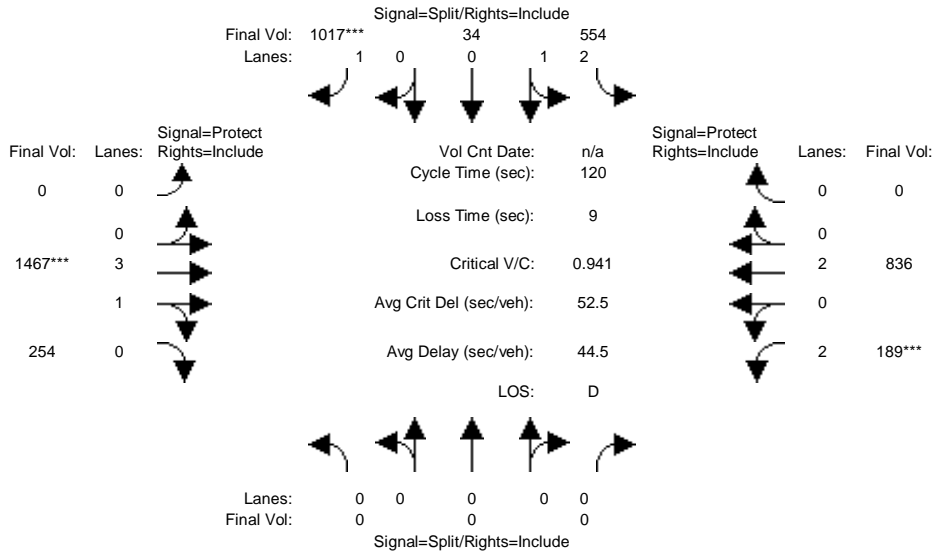 Signal=Split/Rights=Include
Final Vol: 1017*** 34 554
Lanes: 1 0 0 1 2
Signal=Protect
Final Vol: Lanes: Rights=Include
Vol Cnt Date: n/a
Signal=Protect
Rights=Include Lanes: Final Vol:
Cycle Time (sec): 120
0 0
0 0
Loss Time (sec): 9
0
0
1467*** 3
Critical V/C: 0.941
2 836
1
Avg Crit Del (sec/veh): 52.5
0
254 0
Avg Delay (sec/veh): 44.5
2 189***
LOS: D
Lanes: 0 0 0 0 0
Final Vol: 0 0 0
Signal=Split/Rights=Include